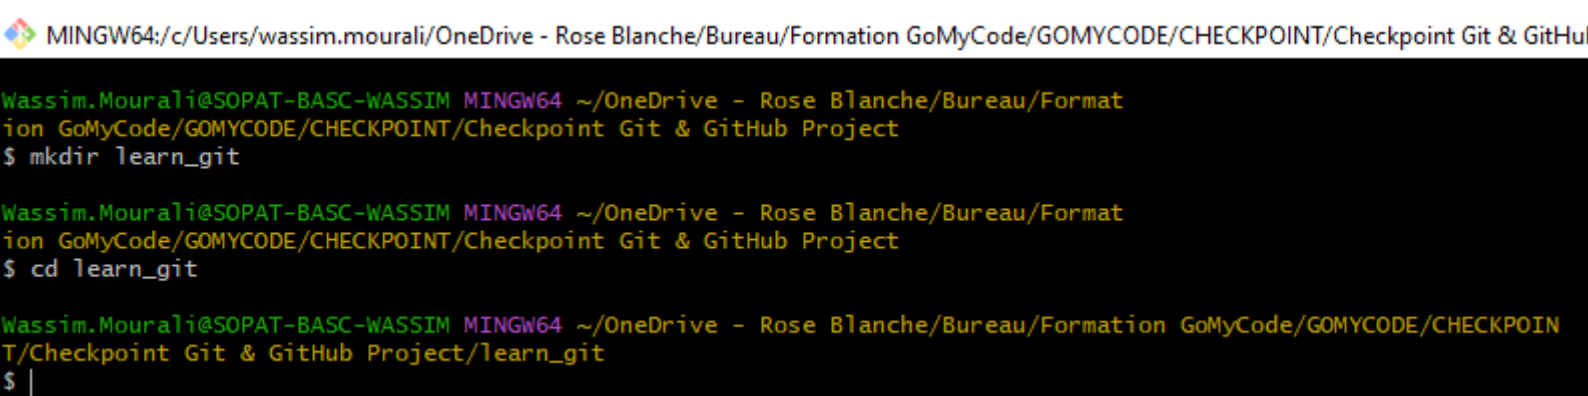 MINGW64:/c/Users/wassim.mourali/OneDrive - Rose Blanche/Bureau/Formation GoMyCode/GOMYCODE/CHECKPOINT/Checkpoint Git & GitHu
Wassim.Mourali@SOPAT-BASC-WASSIM MINGW64 ~/OneDrive - Rose Blanche/Bureau/Format
ion GoMyCode/GOMYCODE/CHECKPOINT/Checkpoint Git & GitHub Project
$ mkdir learn_git
Wassim.Mourali@SOPAT-BASC-WASSIM MINGW64 ~/OneDrive - Rose Blanche/Bureau/Format
ion GoMyCode/GOMYCODE/CHECKPOINT/Checkpoint Git & GitHub Project
$ cd learn_git
Wassim.Mourali@SOPAT-BASC-WASSIM MINGW64 ~/OneDrive - Rose Blanche/Bureau/Formation GoMyCode/GOMYCODE/CHECKPOIN
T/Checkpoint Git & GitHub Project/learn_git
$